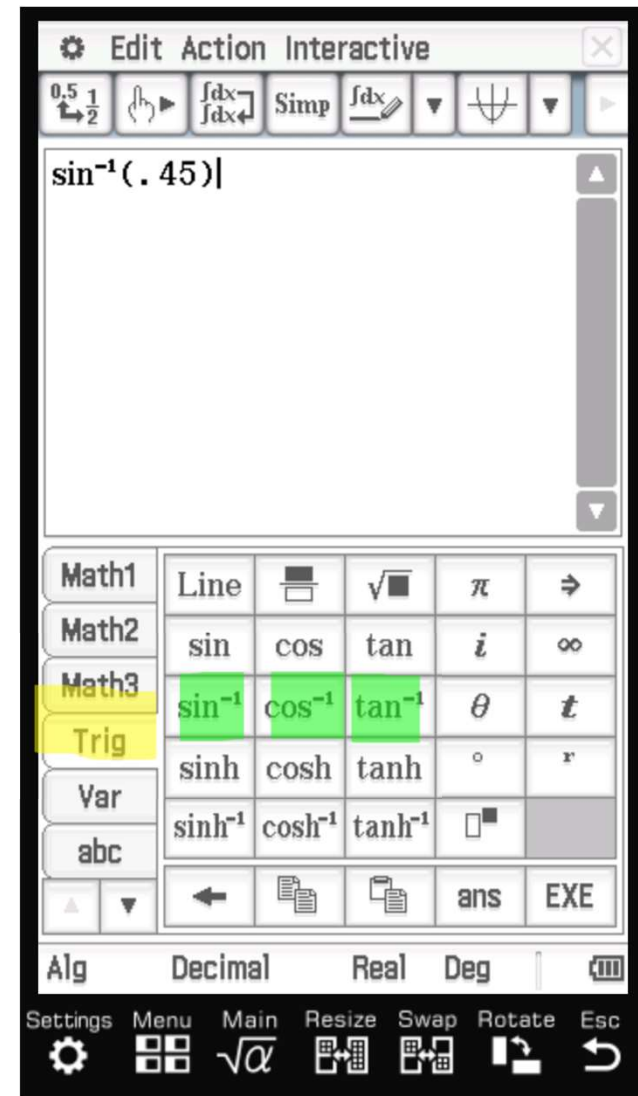 Edit Action Interactive
0.5 1 2 ∫dx ∫dx Simp ∫dx
sin⁻¹(.45)
Math1 Line √■ π ⇒
Math2 sin cos tan i ∞
Math3 sin⁻¹ cos⁻¹ tan⁻¹ θ t
Trig sinh cosh tanh ° r
Var sinh⁻¹ cosh⁻¹ tanh⁻¹
abc
ans EXE
Alg Decimal Real Deg
Settings Menu Main Resize Swap Rotate Esc
√α